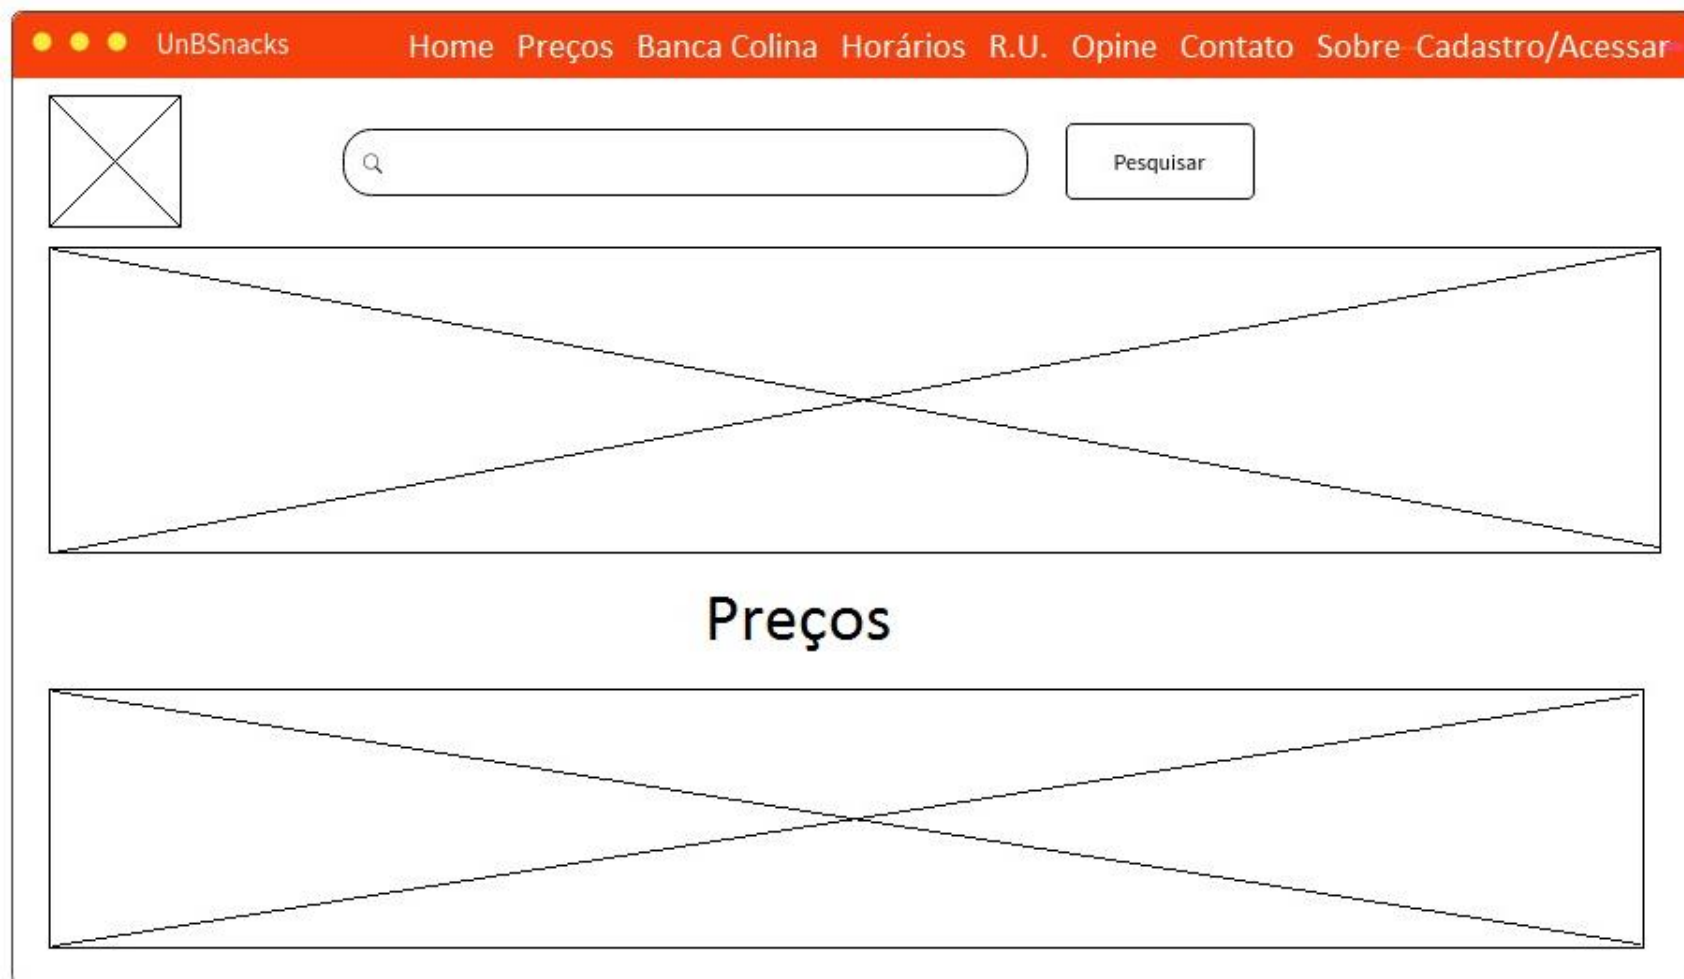 UnBSnacks Home Preços Banca Colina Horários R.U. Opine Contato Sobre Cadastro/Acessar
Pesquisar
Preços